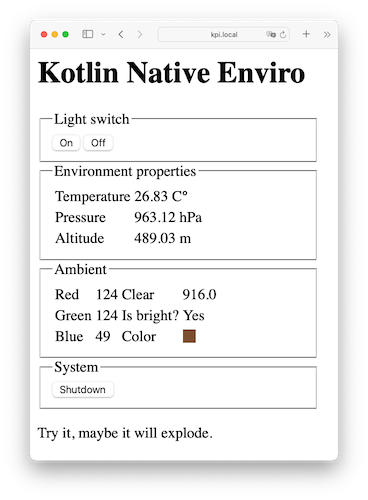 kpi.local
Kotlin Native Enviro
Light switch
On Off
Environment properties
Temperature 26.83 C°
Pressure 963.12 hPa
Altitude 489.03 m
Ambient
Red 124 Clear 916.0
Green 124 Is bright? Yes
Blue 49 Color
System
Shutdown
Try it, maybe it will explode.